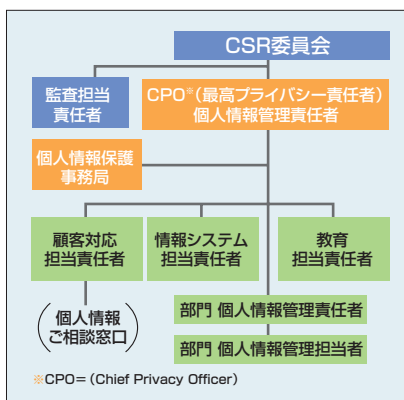 CSR委員会
監査担当
責任者
CPO※(最高プライバシー責任者)
個人情報管理責任者
個人情報保護
事務局
顧客対応
担当責任者
情報システム
担当責任者
教育
担当責任者
(個人情報
ご相談窓口)
部門 個人情報管理責任者
部門 個人情報管理担当者
※CPO=(Chief Privacy Officer)